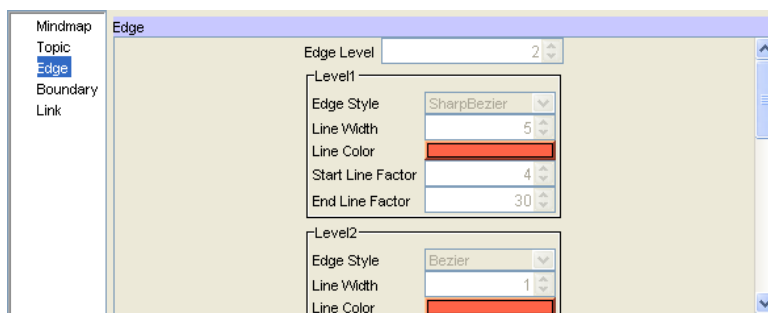 Mindmap
Topic
Edge
Boundary
Link
Edge
Edge Level 2
Level1
Edge Style SharpBezier
Line Width 5
Line Color
Start Line Factor 4
End Line Factor 30
Level2
Edge Style Bezier
Line Width 1
Line Color